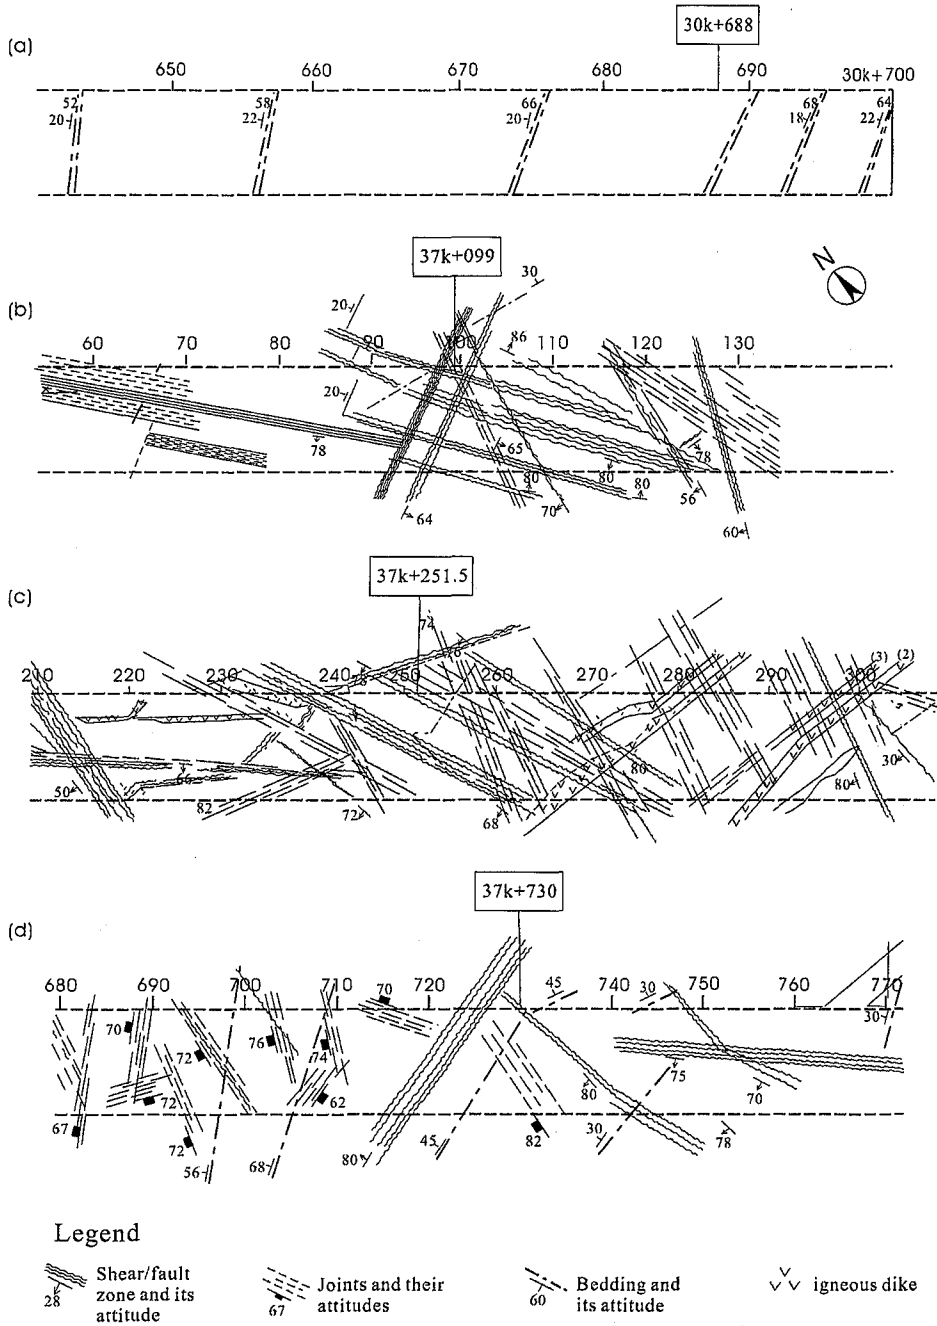 (a)
30k+688
650 660 670 680 690 30k+700
52 58 66 68 64
20 22 20 18 22
(b)
37k+099
N
30
20
86
60 70 80 90 100 110 120 130
20
78
65
78
80 80 80
64
70
56
60
(c)
37k+251.5
74
76
(3) (2)
210 220 230 240 250 260 270 280 290 300
50
66
82
72
68
80
80
30
(d)
37k+730
680 690 700 710 720 740 750 760 770
70
45
30
30
70
72
76
74
72
62
67
72
56
68
80
45
82
80
30
75
70
78
Legend
Shear/fault
zone and its
attitude
28
Joints and their
attitudes
67
Bedding and
its attitude
60
igneous dike